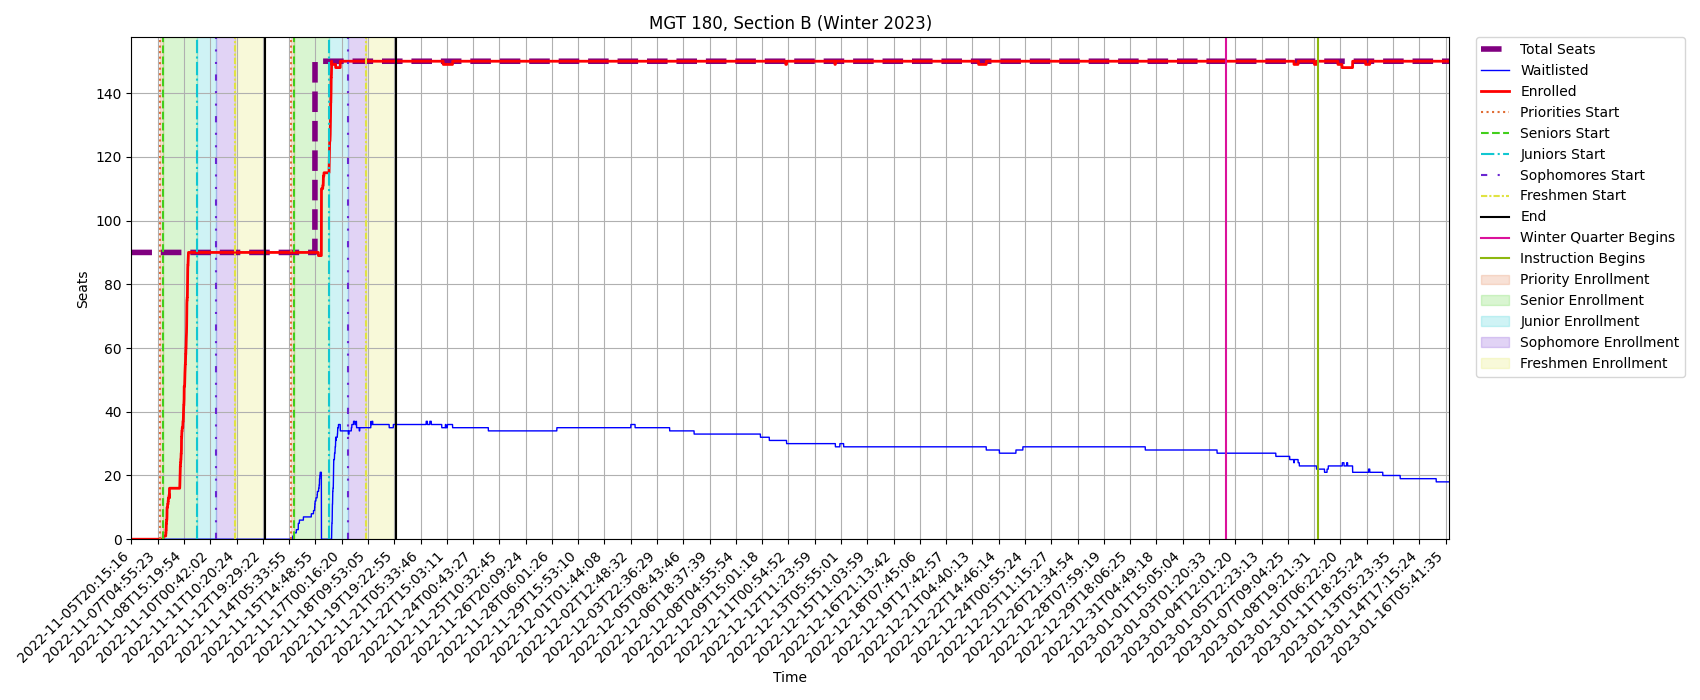 MGT 180, Section B (Winter 2023)
Seats
140
120
100
80
60
40
20
0
2022-11-05T20:15:16
2022-11-07T04:55:23
2022-11-08T15:19:54
2022-11-10T00:42:02
2022-11-11T10:20:24
2022-11-12T19:29:22
2022-11-14T05:33:55
2022-11-15T14:48:55
2022-11-17T00:16:20
2022-11-18T09:53:05
2022-11-19T19:22:55
2022-11-21T05:33:46
2022-11-22T15:03:11
2022-11-24T00:43:27
2022-11-25T10:32:45
2022-11-26T20:09:24
2022-11-28T06:01:26
2022-11-29T15:53:10
2022-12-01T01:44:08
2022-12-02T12:48:32
2022-12-03T22:36:29
2022-12-05T08:43:46
2022-12-06T18:37:39
2022-12-08T04:55:54
2022-12-09T15:01:18
2022-12-11T00:54:52
2022-12-12T11:23:59
2022-12-13T15:55:01
2022-12-15T11:03:59
2022-12-16T21:13:42
2022-12-18T07:45:06
2022-12-19T17:42:57
2022-12-21T04:40:13
2022-12-22T14:46:14
2022-12-24T00:55:24
2022-12-25T11:15:27
2022-12-26T21:34:54
2022-12-28T07:59:19
2022-12-29T18:06:25
2022-12-31T04:49:18
2023-01-01T15:05:04
2023-01-03T01:20:33
2023-01-04T12:01:20
2023-01-05T22:23:13
2023-01-07T09:04:25
2023-01-08T19:21:31
2023-01-10T06:22:20
2023-01-11T18:25:24
2023-01-13T05:23:35
2023-01-14T17:15:24
2023-01-16T05:41:35
Time
Total Seats
Waitlisted
Enrolled
Priorities Start
Seniors Start
Juniors Start
Sophomores Start
Freshmen Start
End
Winter Quarter Begins
Instruction Begins
Priority Enrollment
Senior Enrollment
Junior Enrollment
Sophomore Enrollment
Freshmen Enrollment